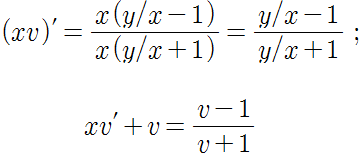 (xv)′ = x(y/x − 1) / x(y/x + 1) = y/x − 1 / y/x + 1 ;
xv′ + v = v − 1 / v + 1